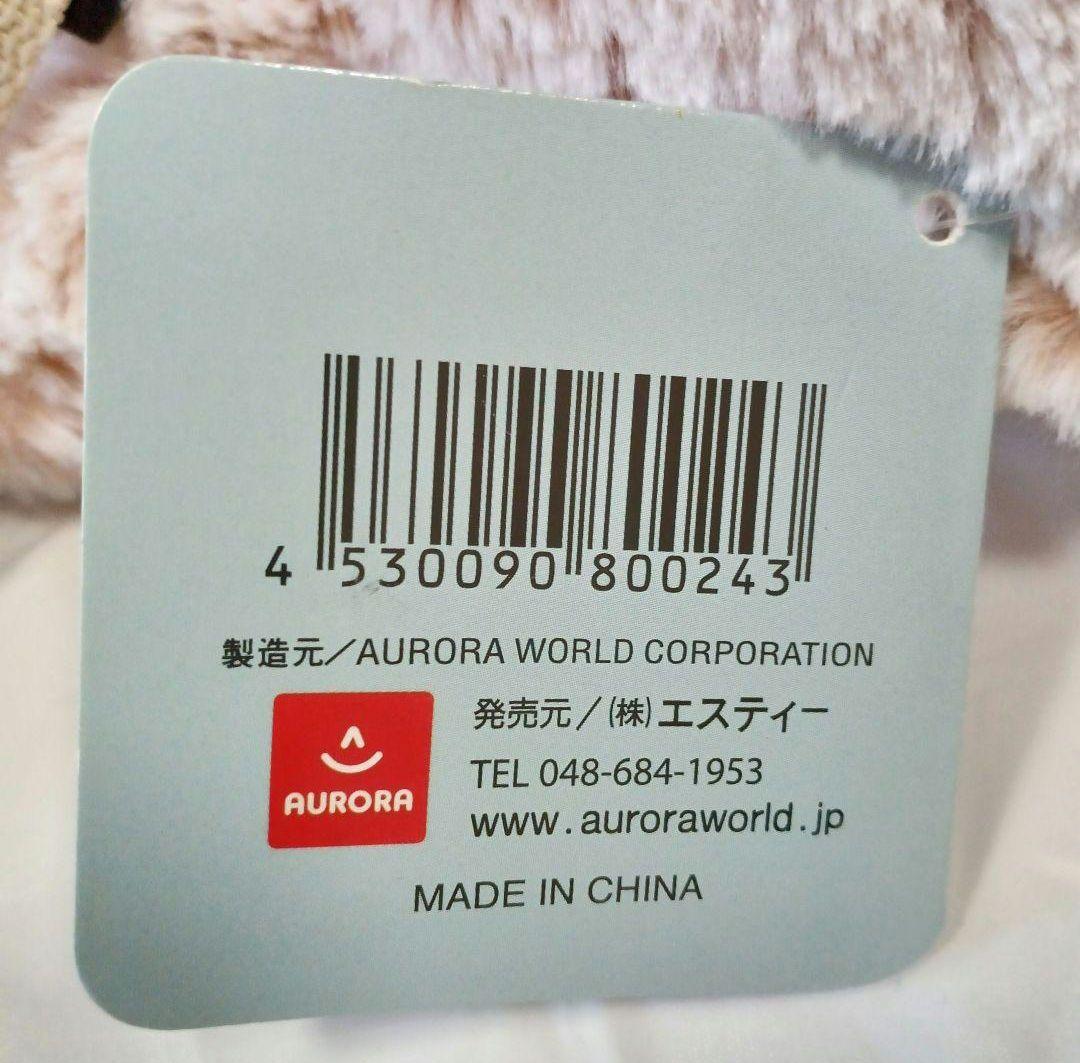 4 530090 800243
製造元／AURORA WORLD CORPORATION
AURORA
発売元／(株)エスティー
TEL 048-684-1953
www.auroraworld.jp
MADE IN CHINA